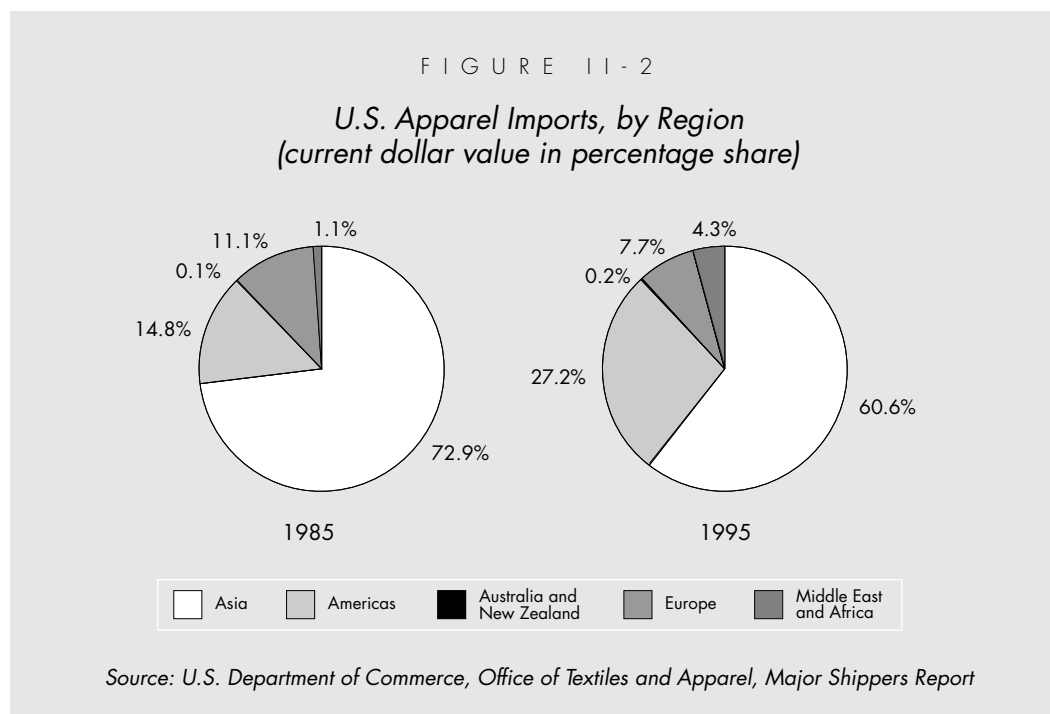 FIGURE II-2
U.S. Apparel Imports, by Region
(current dollar value in percentage share)
1.1%
11.1%
0.1%
14.8%
72.9%
1985
4.3%
7.7%
0.2%
27.2%
60.6%
1995
Asia
Americas
Australia and
New Zealand
Europe
Middle East
and Africa
Source: U.S. Department of Commerce, Office of Textiles and Apparel, Major Shippers Report